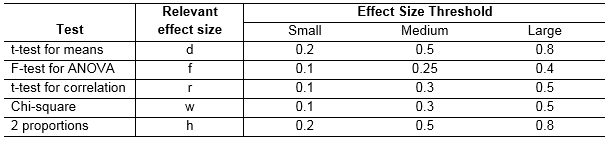 Test Relevant effect size Effect Size Threshold
Small Medium Large
t-test for means d 0.2 0.5 0.8
F-test for ANOVA f 0.1 0.25 0.4
t-test for correlation r 0.1 0.3 0.5
Chi-square w 0.1 0.3 0.5
2 proportions h 0.2 0.5 0.8